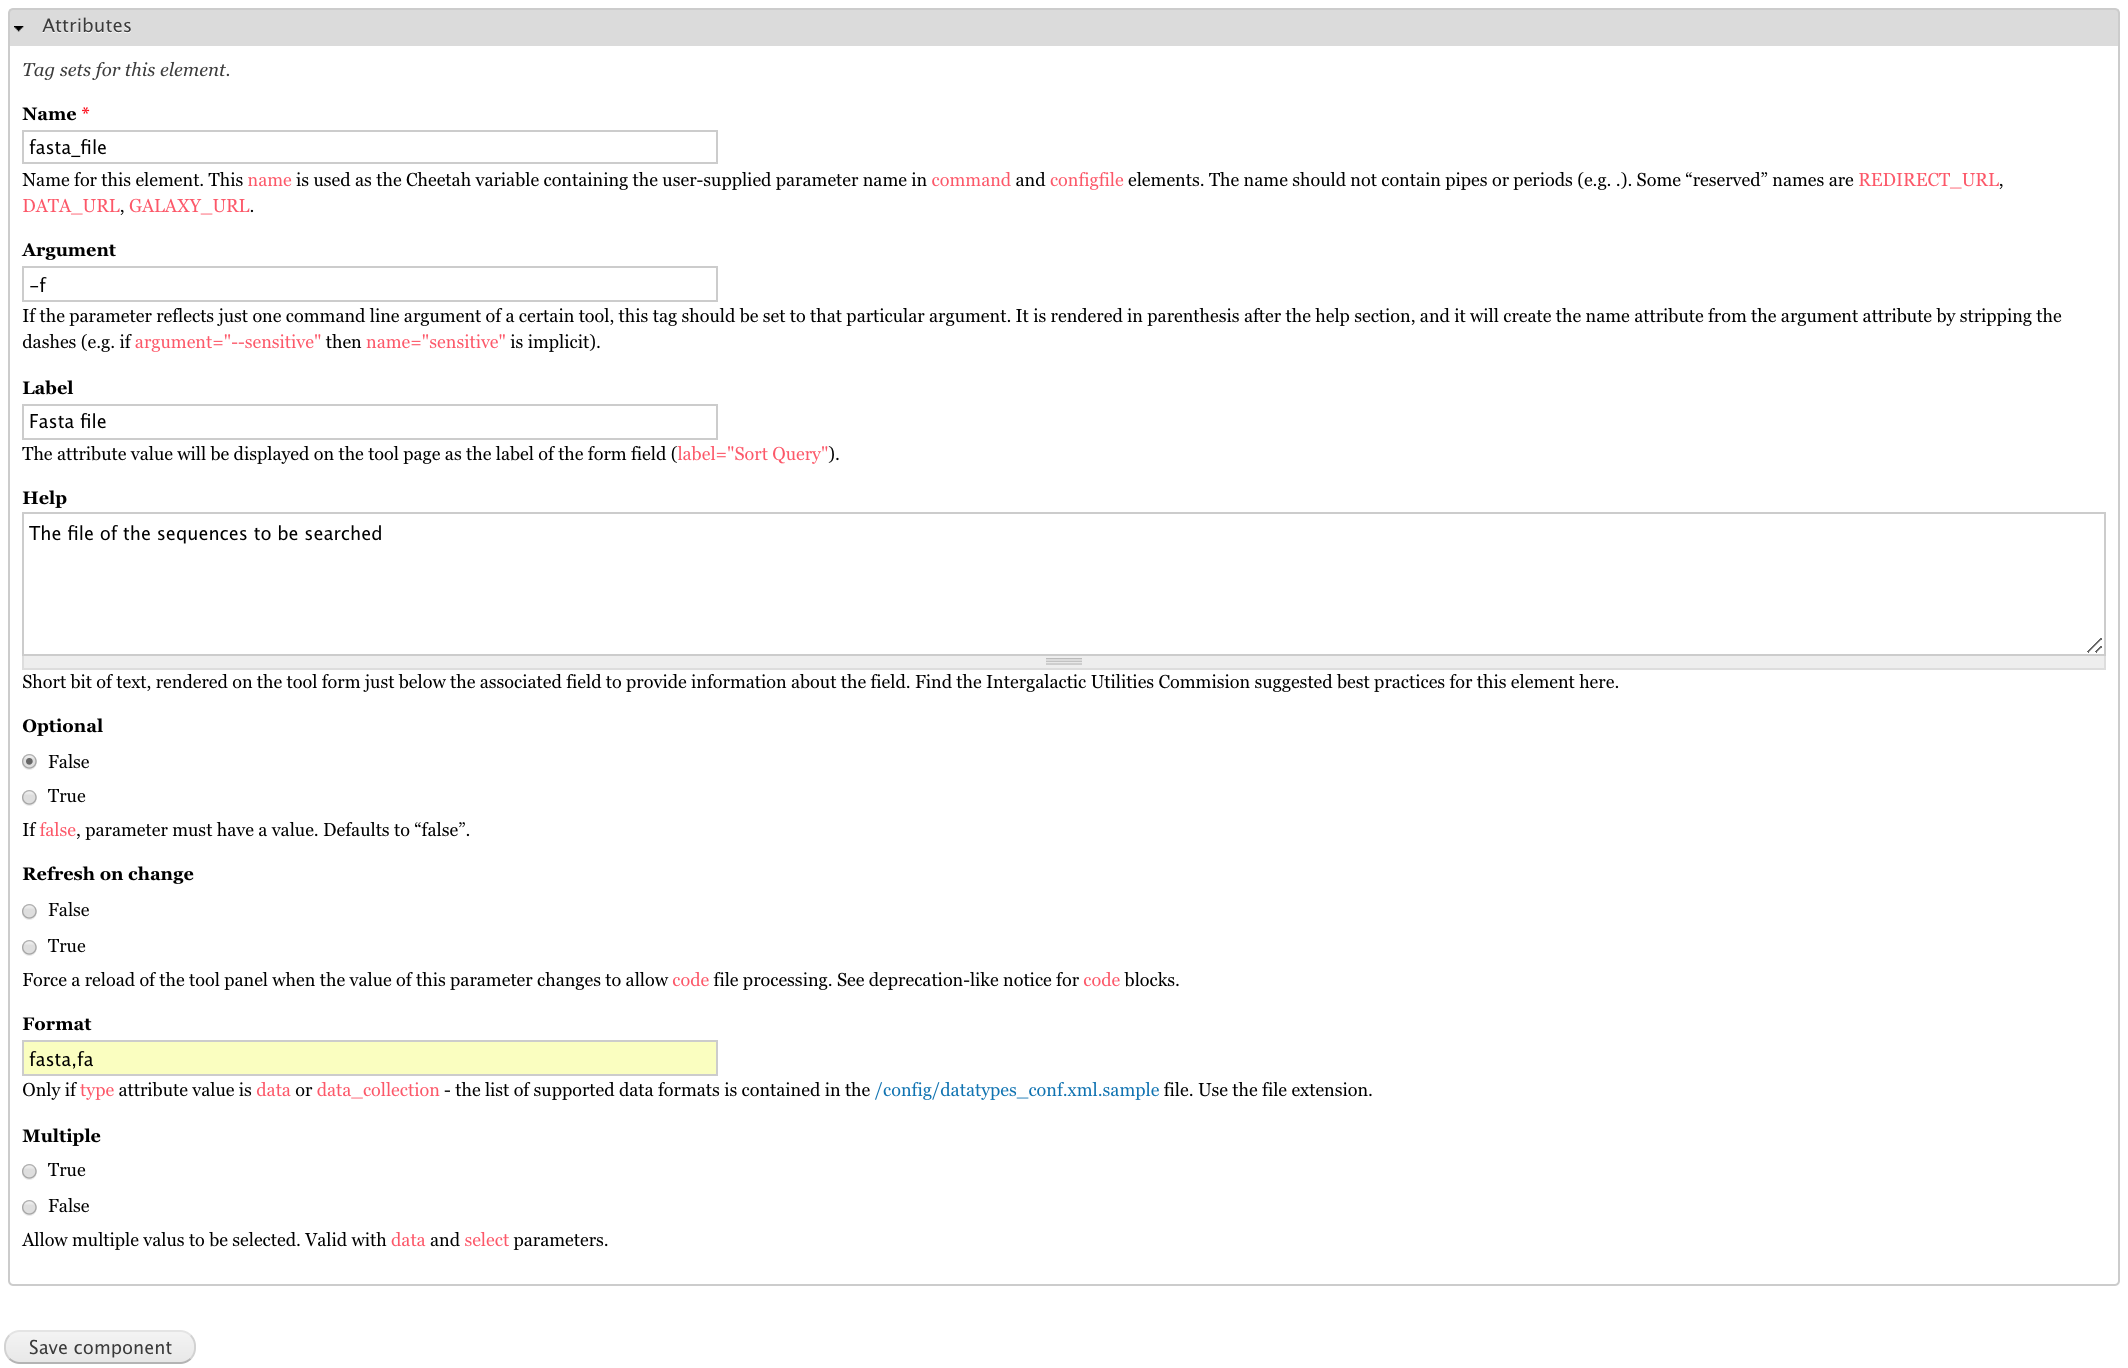 Attributes
Tag sets for this element.
Name *
fasta_file
Name for this element. This name is used as the Cheetah variable containing the user-supplied parameter name in command and configfile elements. The name should not contain pipes or periods (e.g. .). Some “reserved” names are REDIRECT_URL,
DATA_URL, GALAXY_URL.
Argument
-f
If the parameter reflects just one command line argument of a certain tool, this tag should be set to that particular argument. It is rendered in parenthesis after the help section, and it will create the name attribute from the argument attribute by stripping the
dashes (e.g. if argument="--sensitive" then name="sensitive" is implicit).
Label
Fasta file
The attribute value will be displayed on the tool page as the label of the form field (label="Sort Query").
Help
The file of the sequences to be searched
Short bit of text, rendered on the tool form just below the associated field to provide information about the field. Find the Intergalactic Utilities Commision suggested best practices for this element here.
Optional
False
True
If false, parameter must have a value. Defaults to “false”.
Refresh on change
False
True
Force a reload of the tool panel when the value of this parameter changes to allow code file processing. See deprecation-like notice for code blocks.
Format
fasta,fa
Only if type attribute value is data or data_collection - the list of supported data formats is contained in the /config/datatypes_conf.xml.sample file. Use the file extension.
Multiple
True
False
Allow multiple valus to be selected. Valid with data and select parameters.
Save component